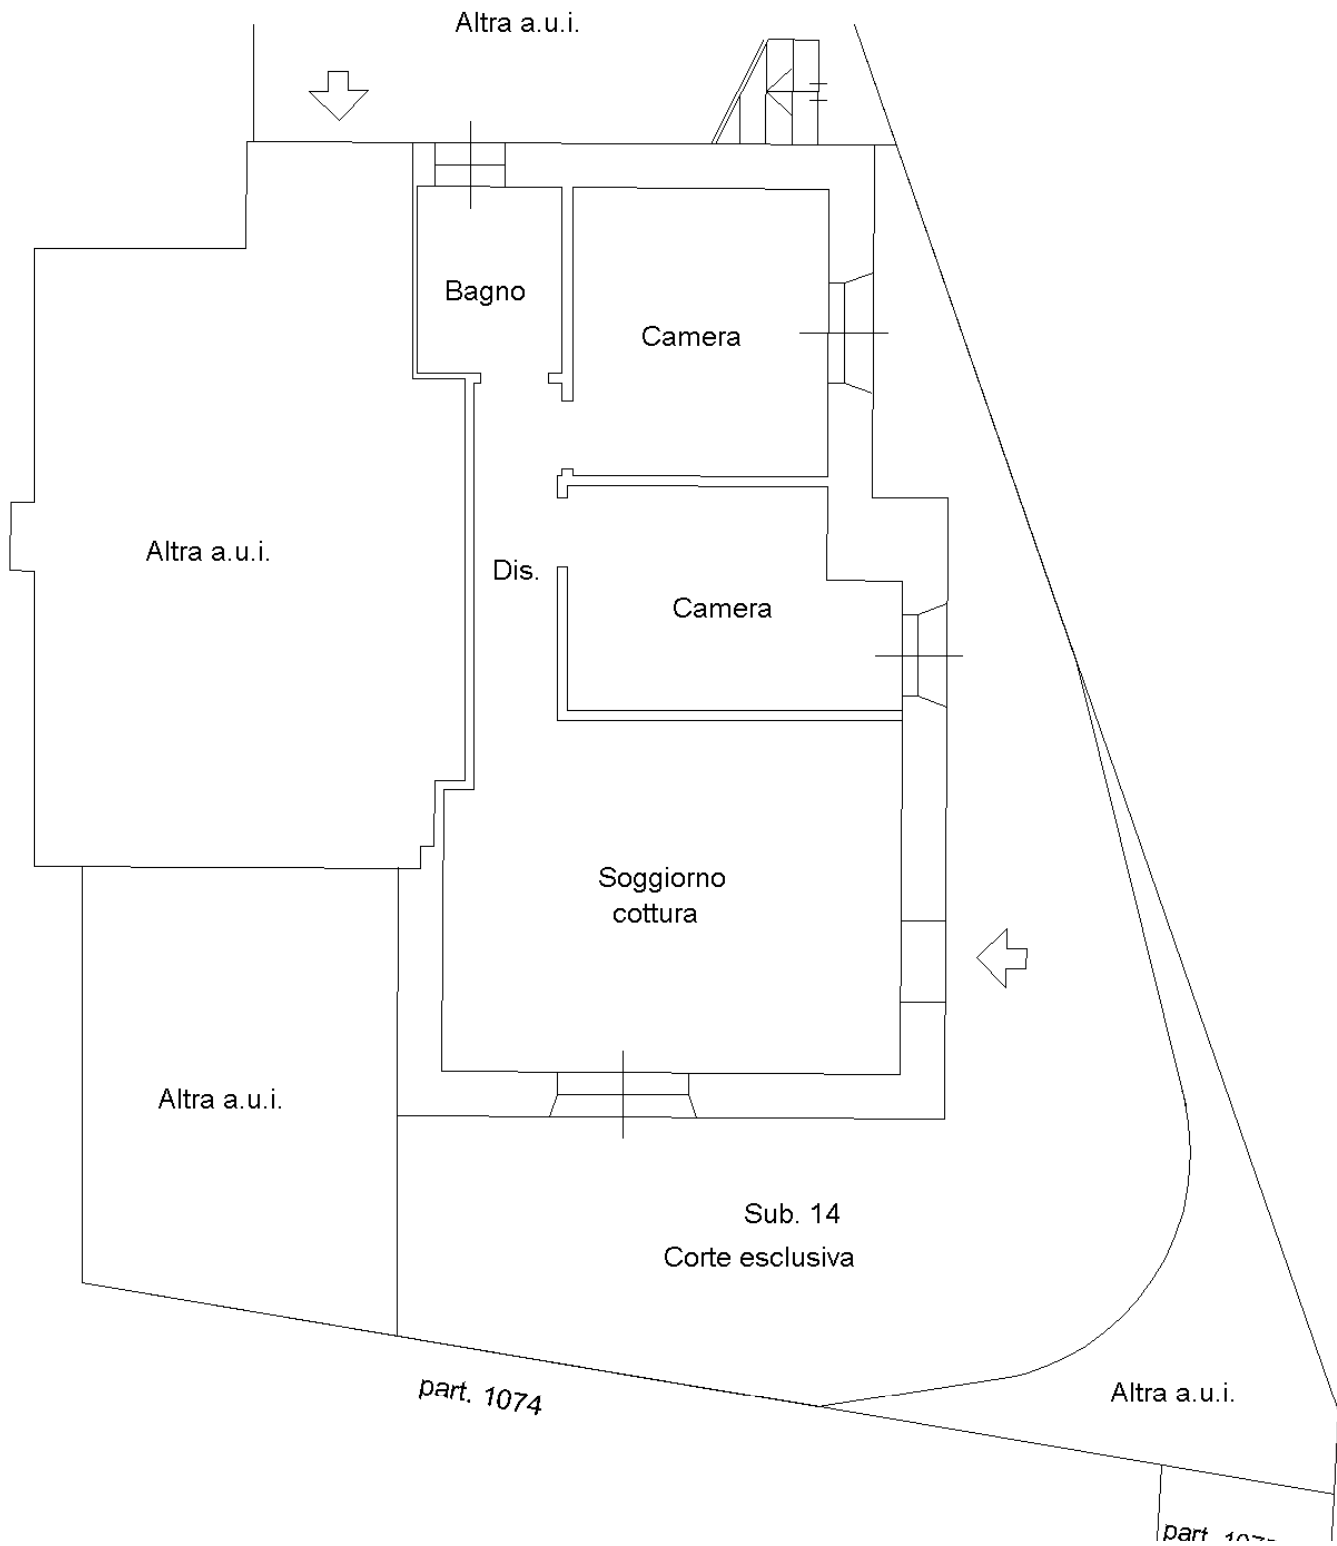 Altra a.u.i.
Bagno
Camera
Altra a.u.i.
Dis.
Camera
Soggiorno
cottura
Altra a.u.i.
Sub. 14
Corte esclusiva
part. 1074
Altra a.u.i.
part.